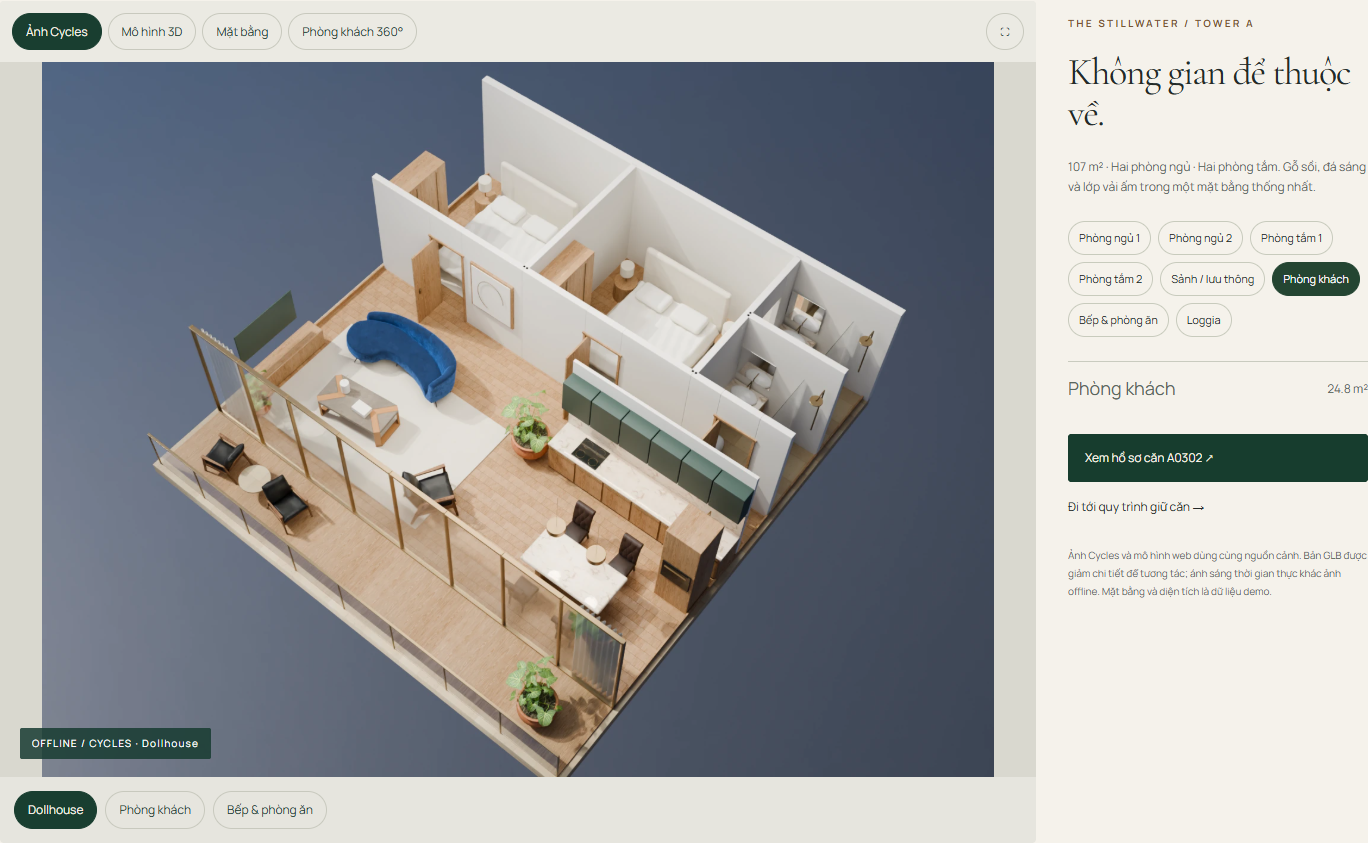 Ảnh Cycles
Mô hình 3D
Mặt bằng
Phòng khách 360°
OFFLINE / CYCLES · Dollhouse
Dollhouse
Phòng khách
Bếp & phòng ăn
THE STILLWATER / TOWER A
Không gian để thuộc
về.
107 m² · Hai phòng ngủ · Hai phòng tắm. Gỗ sồi, đá sáng
và lớp vải ấm trong một mặt bằng thống nhất.
Phòng ngủ 1
Phòng ngủ 2
Phòng tắm 1
Phòng tắm 2
Sảnh / lưu thông
Phòng khách
Bếp & phòng ăn
Loggia
Phòng khách
24.8 m²
Xem hồ sơ căn A0302 ↗
Đi tới quy trình giữ căn →
Ảnh Cycles và mô hình web dùng cùng nguồn cảnh. Bản GLB được
giảm chi tiết để tương tác; ánh sáng thời gian thực khác ảnh
offline. Mặt bằng và diện tích là dữ liệu demo.